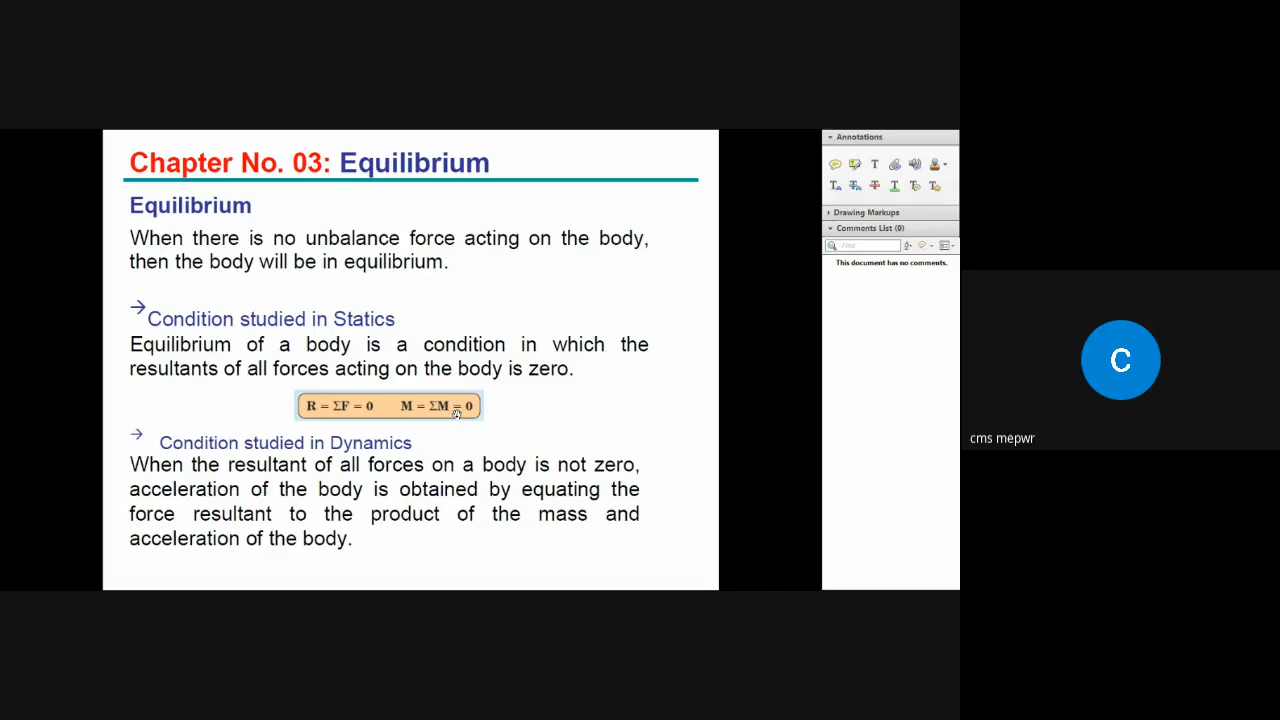 Chapter No. 03: Equilibrium
Equilibrium
When there is no unbalance force acting on the body,
then the body will be in equilibrium.
→Condition studied in Statics
Equilibrium of a body is a condition in which the
resultants of all forces acting on the body is zero.
R = ΣF = 0 M = ΣM = 0
→ Condition studied in Dynamics
When the resultant of all forces on a body is not zero,
acceleration of the body is obtained by equating the
force resultant to the product of the mass and
acceleration of the body.
Annotations
Drawing Markups
Comments List (0)
Find
This document has no comments.
C
cms mepwr